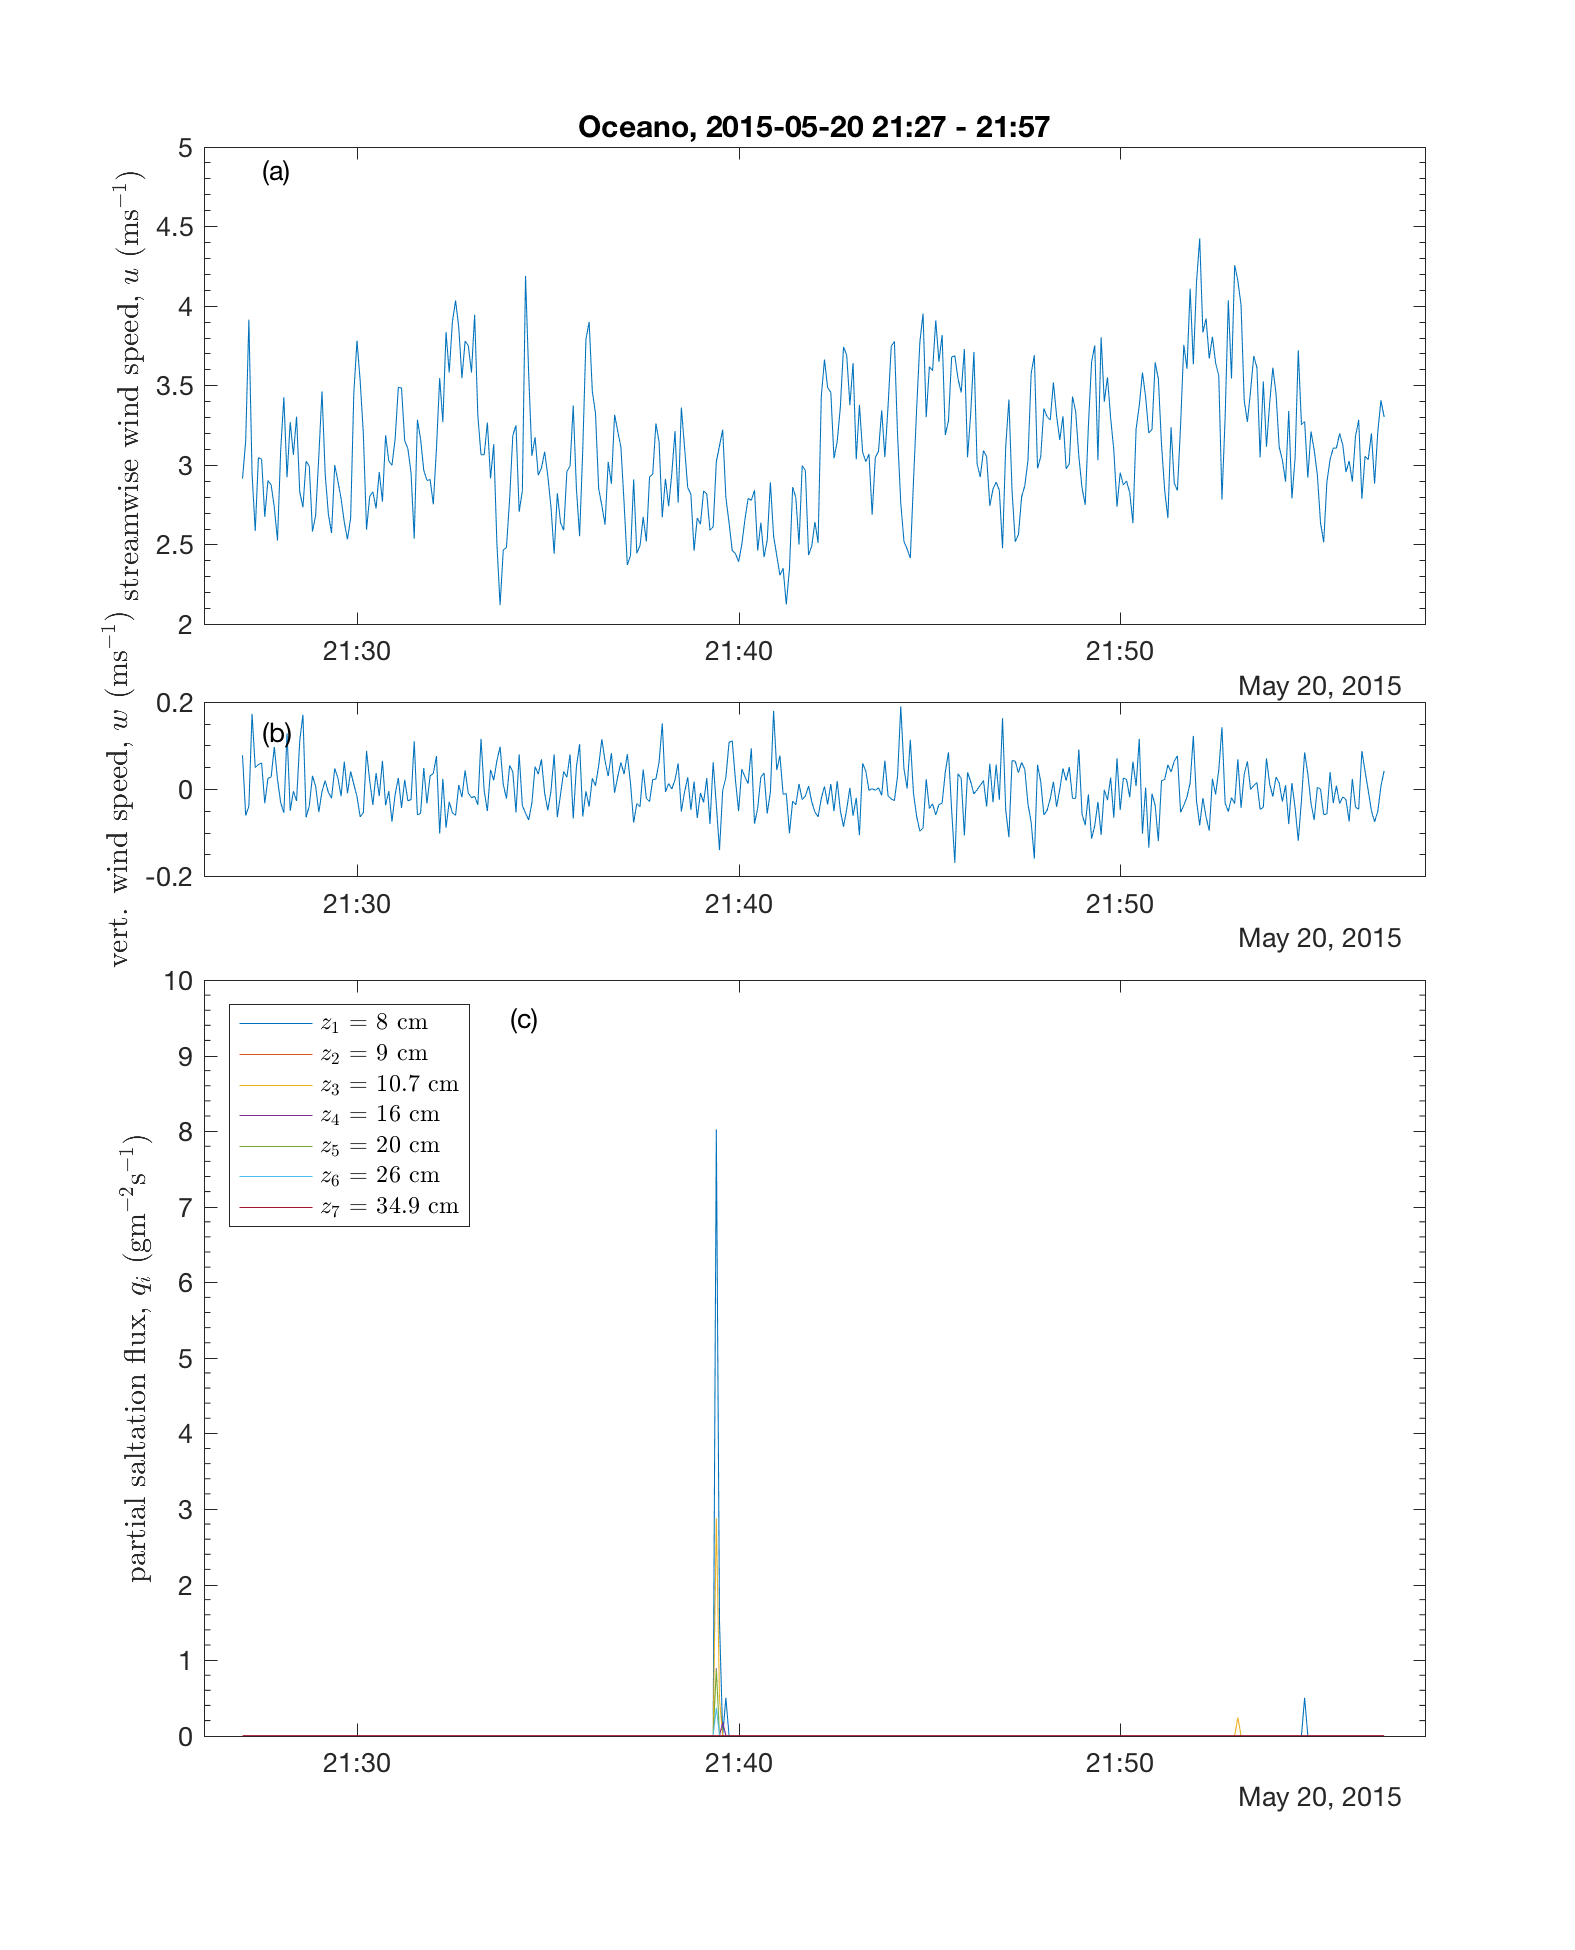 Oceano, 2015-05-20 21:27 - 21:57
(a)
streamwise wind speed, u (ms⁻¹)
5
4.5
4
3.5
3
2.5
2
21:30 21:40 21:50
May 20, 2015
(b)
vert. wind speed, w (ms⁻¹)
0.2
0
-0.2
21:30 21:40 21:50
May 20, 2015
(c)
partial saltation flux, qᵢ (gm⁻²s⁻¹)
10
9
8
7
6
5
4
3
2
1
0
z₁ = 8 cm
z₂ = 9 cm
z₃ = 10.7 cm
z₄ = 16 cm
z₅ = 20 cm
z₆ = 26 cm
z₇ = 34.9 cm
21:30 21:40 21:50
May 20, 2015